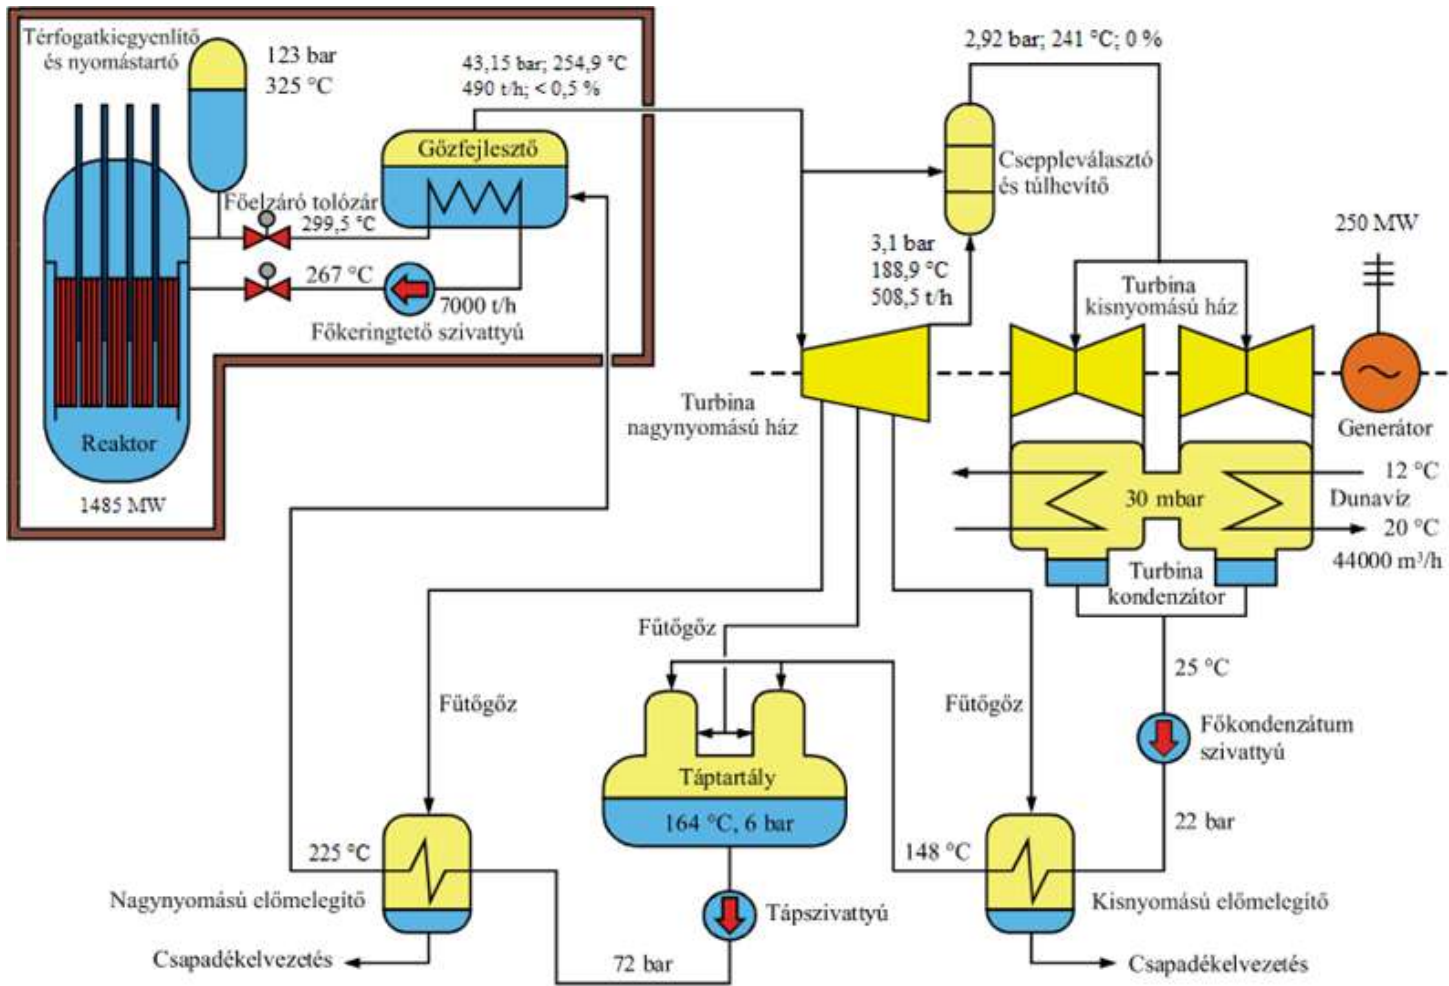 Térfogatkiegyenlítő
és nyomástartó
123 bar
325 °C
43,15 bar; 254,9 °C
490 t/h; < 0,5 %
2,92 bar; 241 °C; 0 %
Gőzfejlesztő
Cseppleválasztó
és túlhevítő
Főelzáró tolózár
299,5 °C
267 °C
7000 t/h
Főkeringtető szivattyú
3,1 bar
188,9 °C
508,5 t/h
250 MW
Turbina
kisnyomású ház
Turbina
nagynyomású ház
Generátor
Reaktor
1485 MW
12 °C
30 mbar
Dunavíz
20 °C
44000 m³/h
Turbina
kondenzátor
Fűtőgőz
25 °C
Fűtőgőz
Fűtőgőz
Főkondenzátum
szivattyú
Táptartály
164 °C, 6 bar
22 bar
225 °C
148 °C
Nagynyomású előmelegítő
Tápszivattyú
Kisnyomású előmelegítő
Csapadékelvezetés
72 bar
Csapadékelvezetés